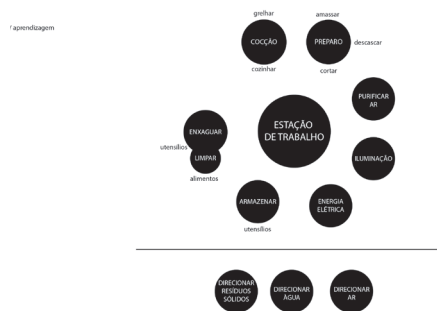 / aprendizagem
grelhar
amassar
COCÇÃO
PREPARO
descascar
cozinhar
cortar
PURIFICAR
AR
ESTAÇÃO
DE TRABALHO
ENXAGUAR
utensílios
LIMPAR
alimentos
ILUMINAÇÃO
ARMAZENAR
utensílios
ENERGIA
ELÉTRICA
DIRECIONAR
RESÍDUOS
SÓLIDOS
DIRECIONAR
ÁGUA
DIRECIONAR
AR